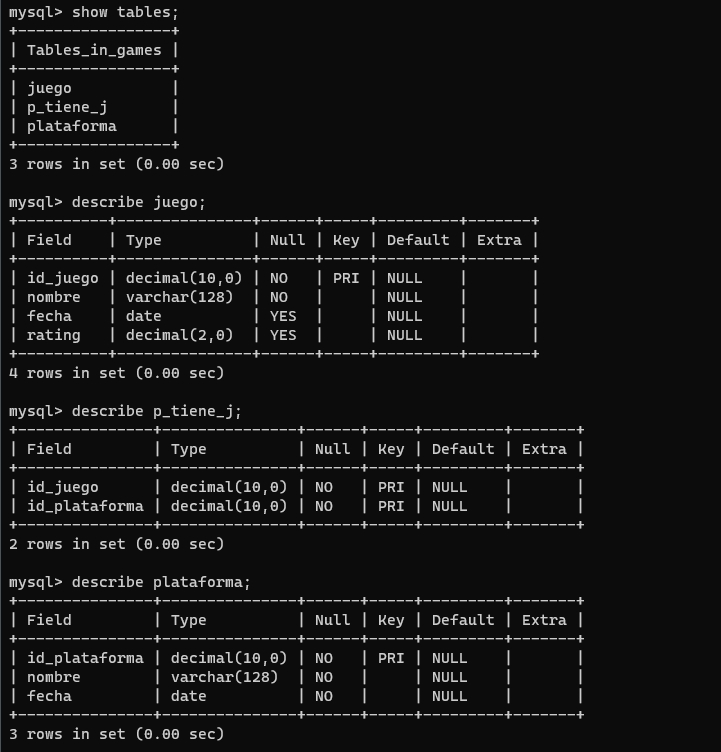 mysql> show tables;
+-----------------+
| Tables_in_games |
+-----------------+
| juego           |
| p_tiene_j       |
| plataforma      |
+-----------------+
3 rows in set (0.00 sec)

mysql> describe juego;
+----------+---------------+------+-----+---------+-------+
| Field    | Type          | Null | Key | Default | Extra |
+----------+---------------+------+-----+---------+-------+
| id_juego | decimal(10,0) | NO   | PRI | NULL    |       |
| nombre   | varchar(128)  | NO   |     | NULL    |       |
| fecha    | date          | YES  |     | NULL    |       |
| rating   | decimal(2,0)  | YES  |     | NULL    |       |
+----------+---------------+------+-----+---------+-------+
4 rows in set (0.00 sec)

mysql> describe p_tiene_j;
+---------------+---------------+------+-----+---------+-------+
| Field         | Type          | Null | Key | Default | Extra |
+---------------+---------------+------+-----+---------+-------+
| id_juego      | decimal(10,0) | NO   | PRI | NULL    |       |
| id_plataforma | decimal(10,0) | NO   | PRI | NULL    |       |
+---------------+---------------+------+-----+---------+-------+
2 rows in set (0.00 sec)

mysql> describe plataforma;
+---------------+---------------+------+-----+---------+-------+
| Field         | Type          | Null | Key | Default | Extra |
+---------------+---------------+------+-----+---------+-------+
| id_plataforma | decimal(10,0) | NO   | PRI | NULL    |       |
| nombre        | varchar(128)  | NO   |     | NULL    |       |
| fecha         | date          | NO   |     | NULL    |       |
+---------------+---------------+------+-----+---------+-------+
3 rows in set (0.00 sec)